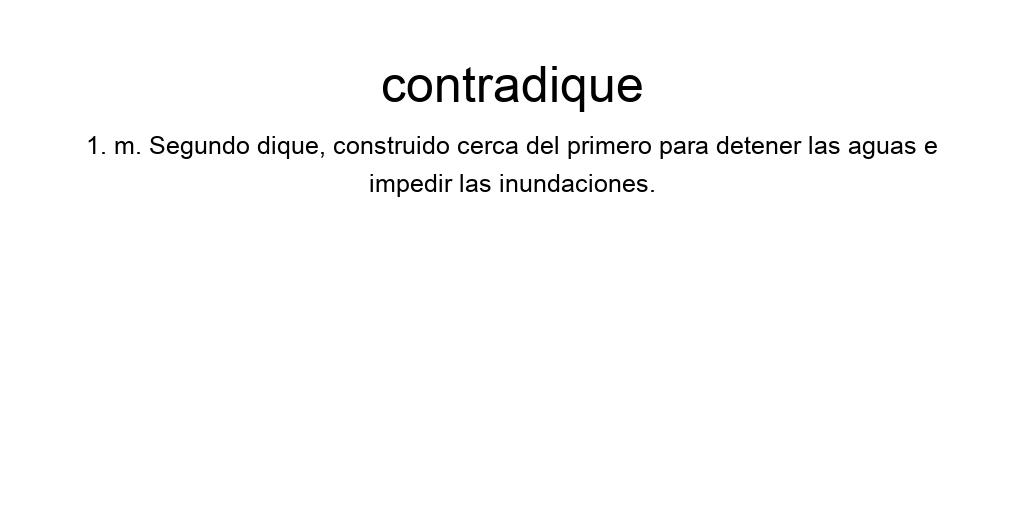 contradique
1. m. Segundo dique, construido cerca del primero para detener las aguas e
impedir las inundaciones.